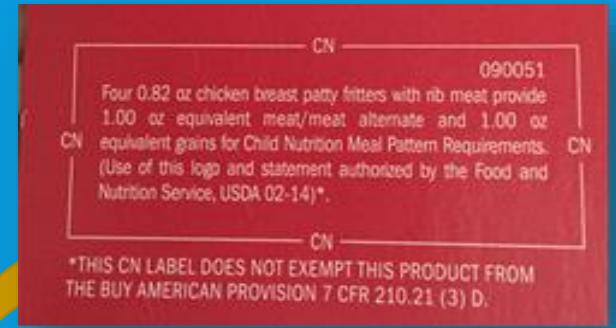 CN
090051
Four 0.82 oz chicken breast patty fritters with rib meat provide
1.00 oz equivalent meat/meat alternate and 1.00 oz
CN equivalent grains for Child Nutrition Meal Pattern Requirements. CN
(Use of this logo and statement authorized by the Food and
Nutrition Service, USDA 02-14)*.
CN
*THIS CN LABEL DOES NOT EXEMPT THIS PRODUCT FROM
THE BUY AMERICAN PROVISION 7 CFR 210.21 (3) D.